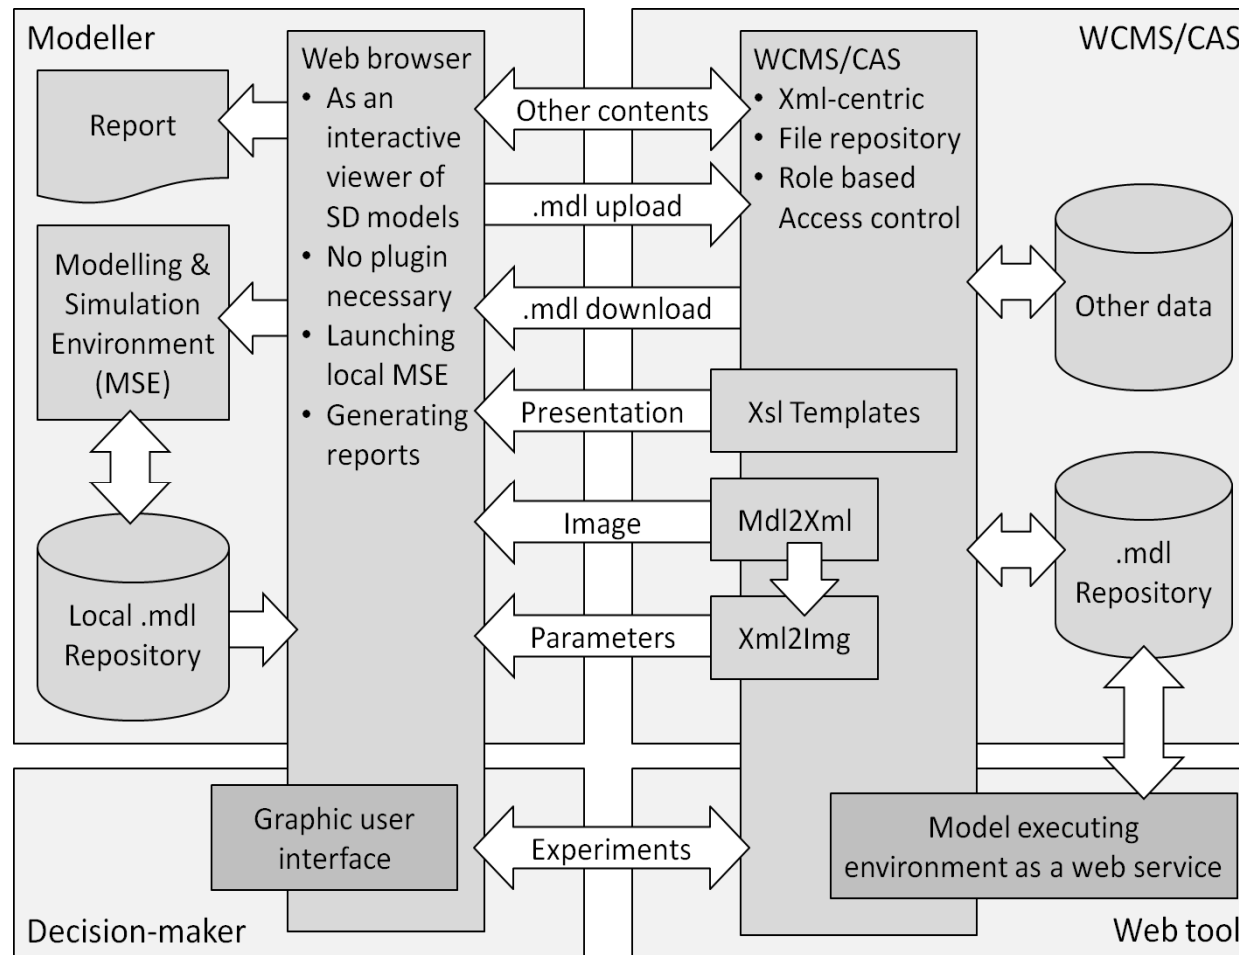 Modeller
WCMS/CAS
Report
Modelling &
Simulation
Environment
(MSE)
Local .mdl
Repository
Web browser
• As an
interactive
viewer of
SD models
• No plugin
necessary
• Launching
local MSE
• Generating
reports
Other contents
.mdl upload
.mdl download
Presentation
Image
Parameters
WCMS/CAS
• Xml-centric
• File repository
• Role based
Access control
Xsl Templates
Mdl2Xml
Xml2Img
Other data
.mdl
Repository
Graphic user
interface
Experiments
Model executing
environment as a web service
Decision-maker
Web tool